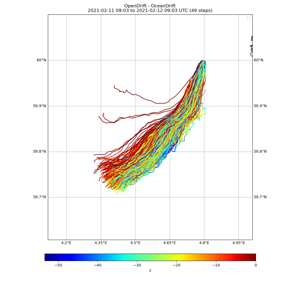 OpenDrift - OceanDrift
2021-02-11 09:03 to 2021-02-12 09:03 UTC (49 steps)
60°N 60°N
59.9°N 59.9°N
59.8°N 59.8°N
59.7°N 59.7°N
4.2°E 4.35°E 4.5°E 4.65°E 4.8°E 4.95°E
−50 −40 −30 −20 −10 0
z